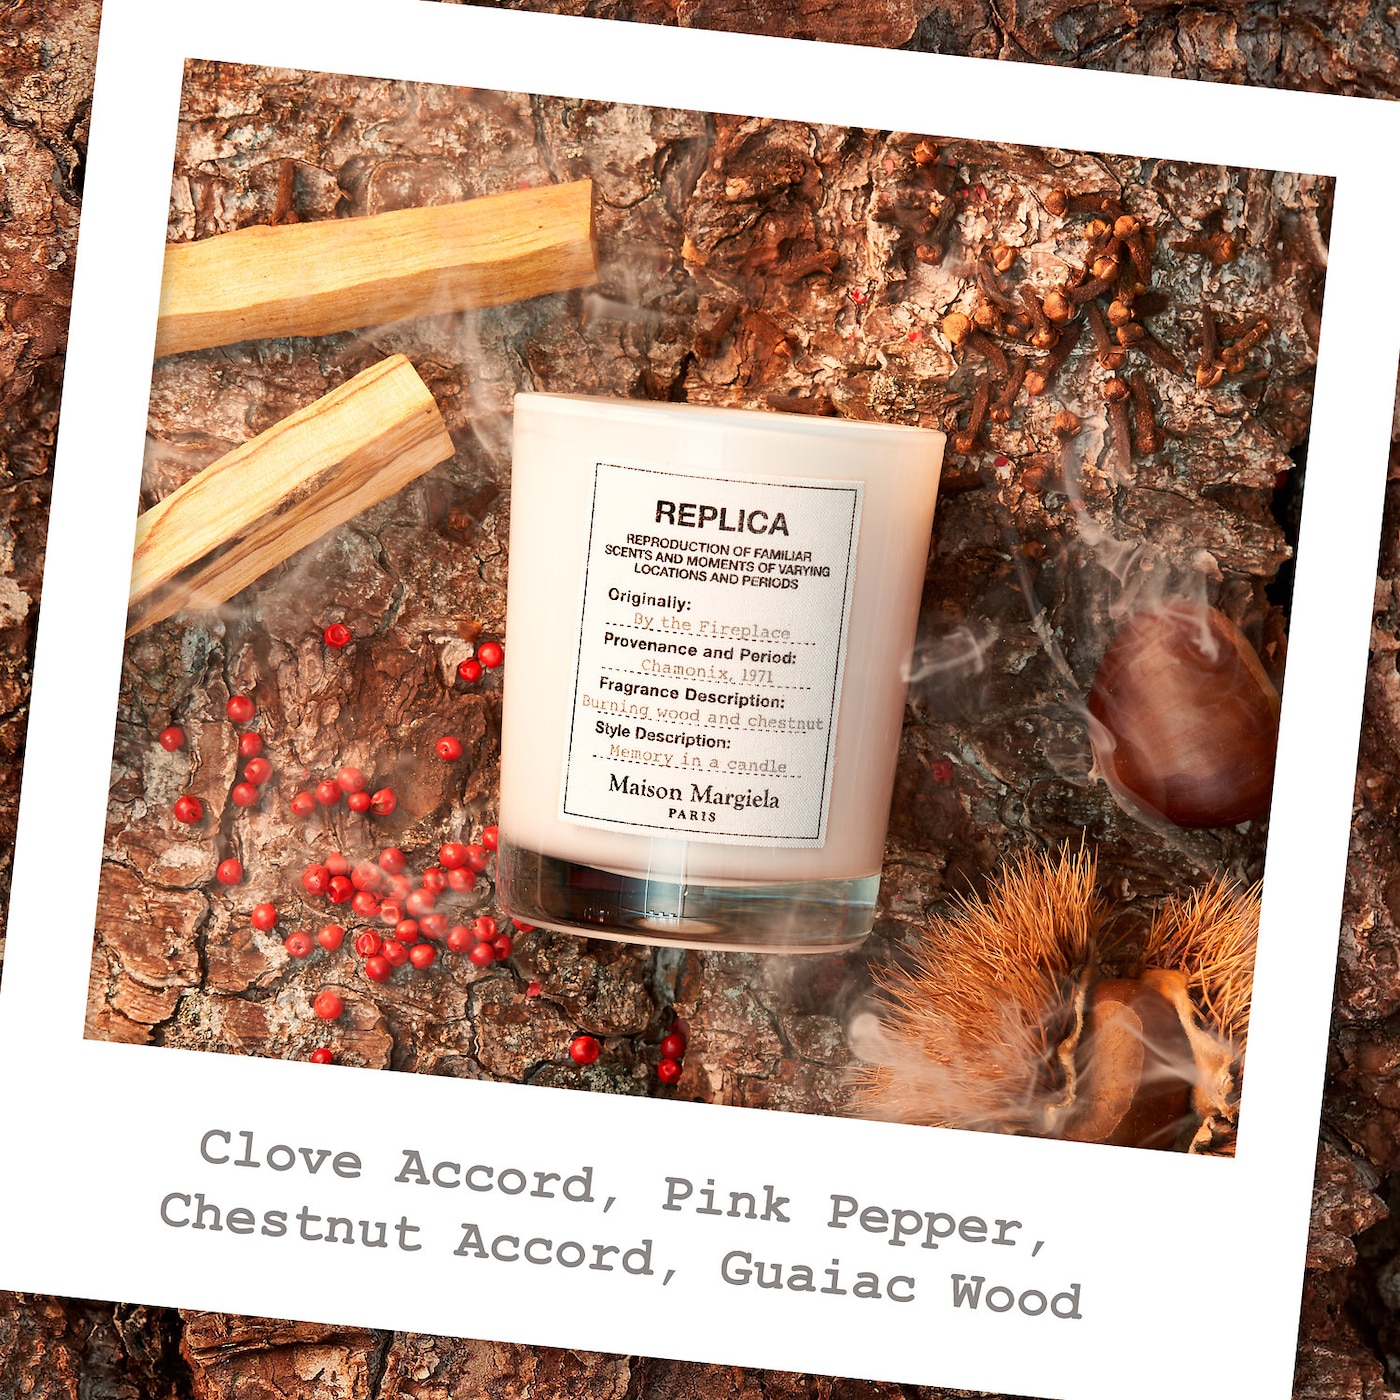 REPLICA
REPRODUCTION OF FAMILIAR
SCENTS AND MOMENTS OF VARYING
LOCATIONS AND PERIODS
Originally:
By the Fireplace
Provenance and Period:
Chamonix, 1971
Fragrance Description:
Burning wood and chestnut
Style Description:
Memory in a candle
Maison Margiela
PARIS
Clove Accord, Pink Pepper,
Chestnut Accord, Guaiac Wood